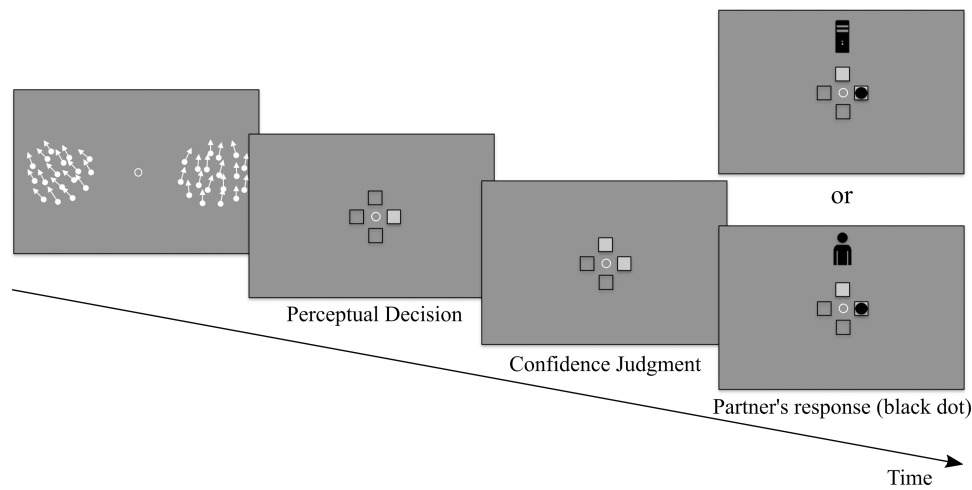 or
Perceptual Decision
Confidence Judgment
Partner's response (black dot)
Time